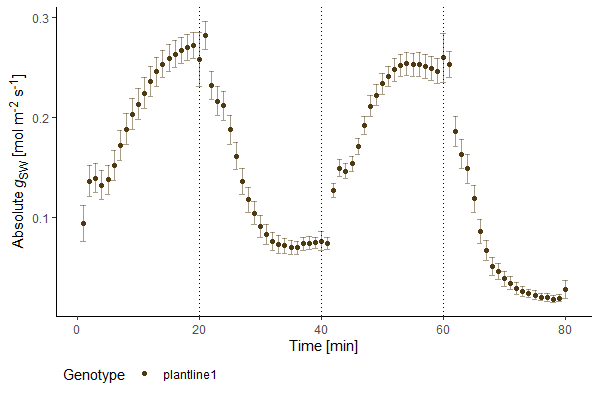 Absolute gSW [mol m⁻² s⁻¹]
0.3
0.2
0.1
0 20 40 60 80
Time [min]
Genotype plantline1